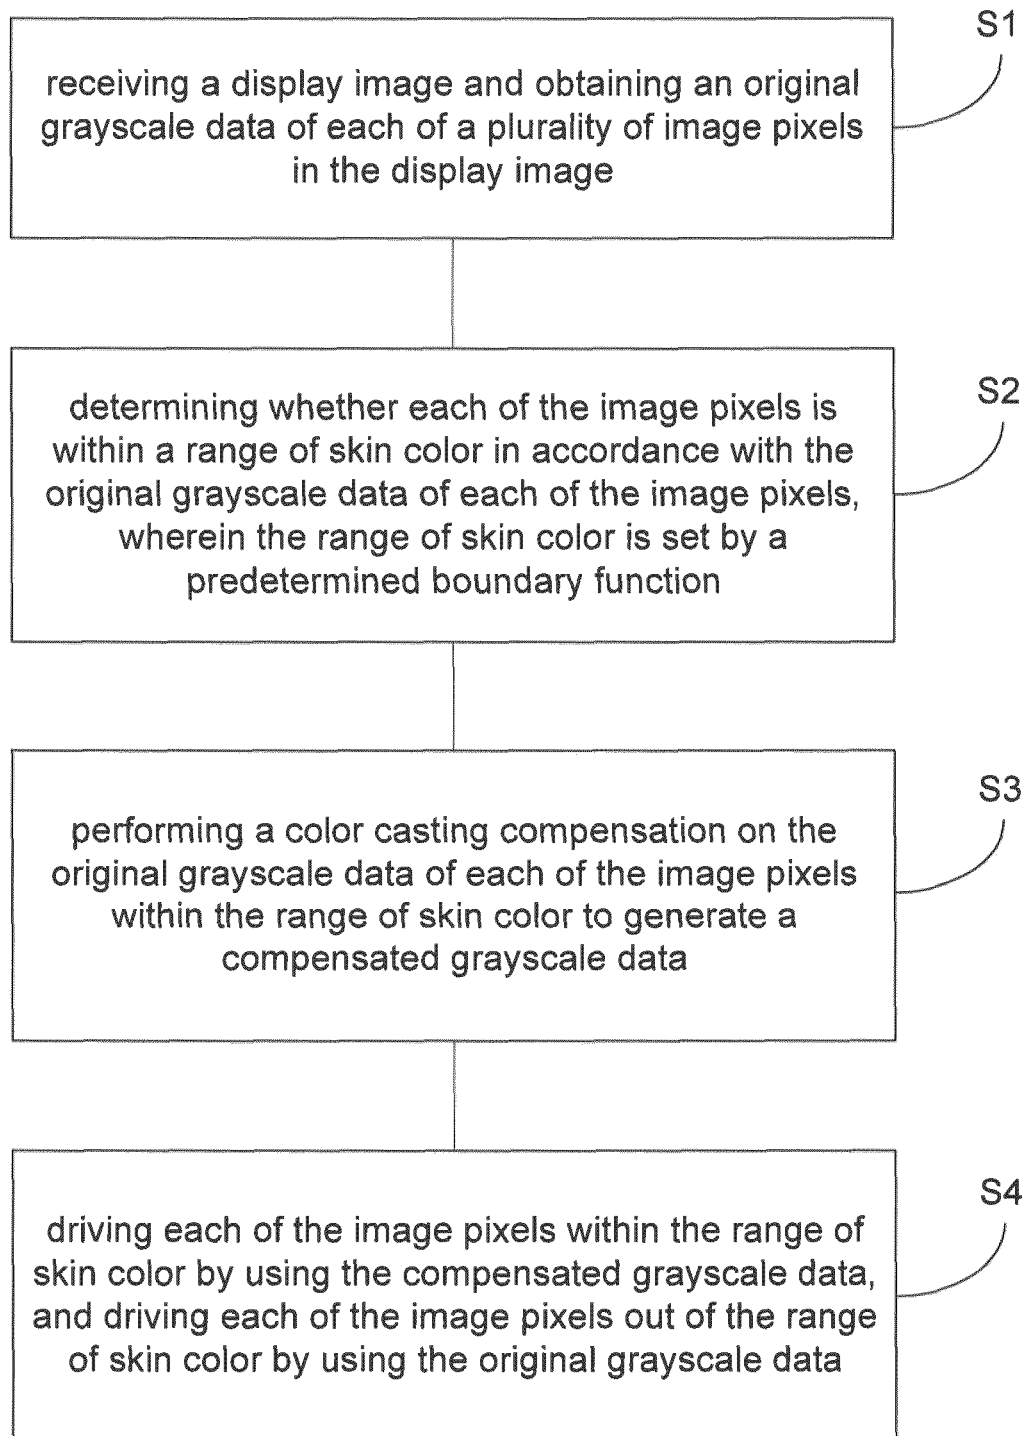 S1
receiving a display image and obtaining an original
grayscale data of each of a plurality of image pixels
in the display image
S2
determining whether each of the image pixels is
within a range of skin color in accordance with the
original grayscale data of each of the image pixels,
wherein the range of skin color is set by a
predetermined boundary function
S3
performing a color casting compensation on the
original grayscale data of each of the image pixels
within the range of skin color to generate a
compensated grayscale data
S4
driving each of the image pixels within the range of
skin color by using the compensated grayscale data,
and driving each of the image pixels out of the range
of skin color by using the original grayscale data